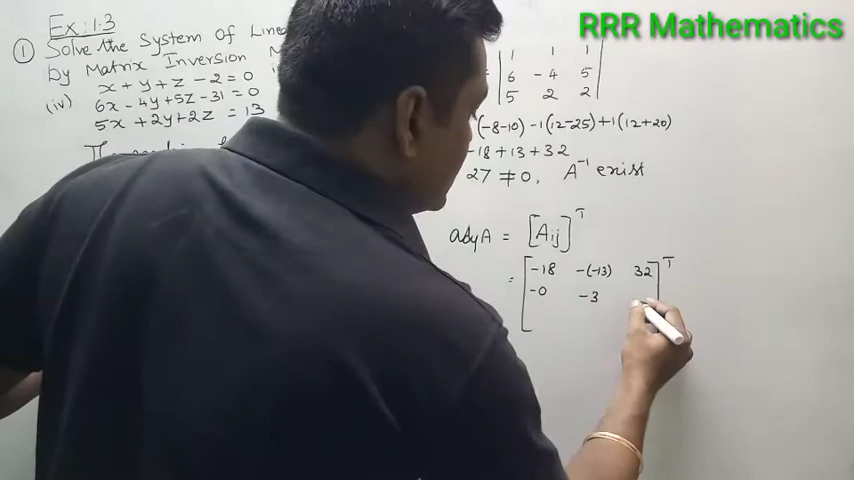 RRR Mathematics
Ex: 1.3
① Solve the System of
by Matrix Inversion
(iv) x + y + z - 2 = 0
6x - 4y + 5z - 31 = 0
5x + 2y + 2z = 13
1 1 1
6 -4 5
5 2 2
(-8-10) -1(12-25) +1(12+20)
-18 + 13 + 32
27 ≠ 0, A⁻¹ exist
adjA = [Aij]ᵀ
= [ -18 -(-13) 32 ]ᵀ
-0 -3